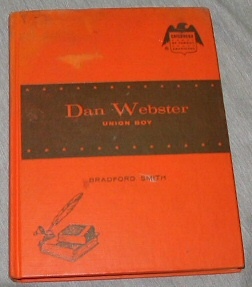 Dan Webster
UNION BOY
BRADFORD SMITH